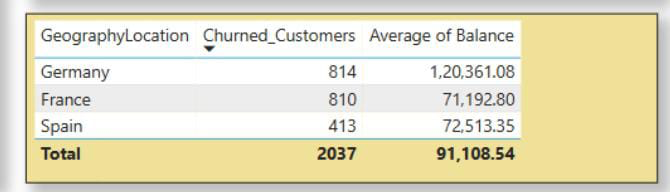 GeographyLocation Churned_Customers Average of Balance
Germany 814 1,20,361.08
France 810 71,192.80
Spain 413 72,513.35
Total 2037 91,108.54